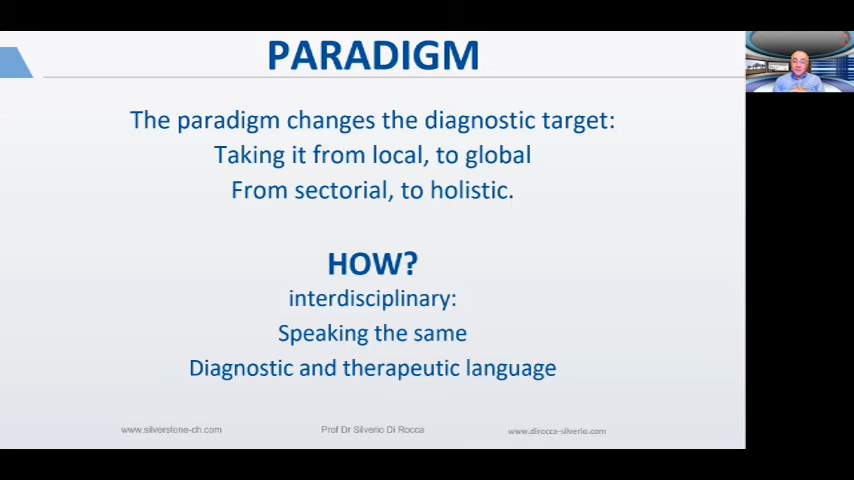 PARADIGM
The paradigm changes the diagnostic target:
Taking it from local, to global
From sectorial, to holistic.
HOW?
interdisciplinary:
Speaking the same
Diagnostic and therapeutic language
www.silverstone-ch.com Prof Dr Silverio Di Rocca www.dirocca-silverio.com